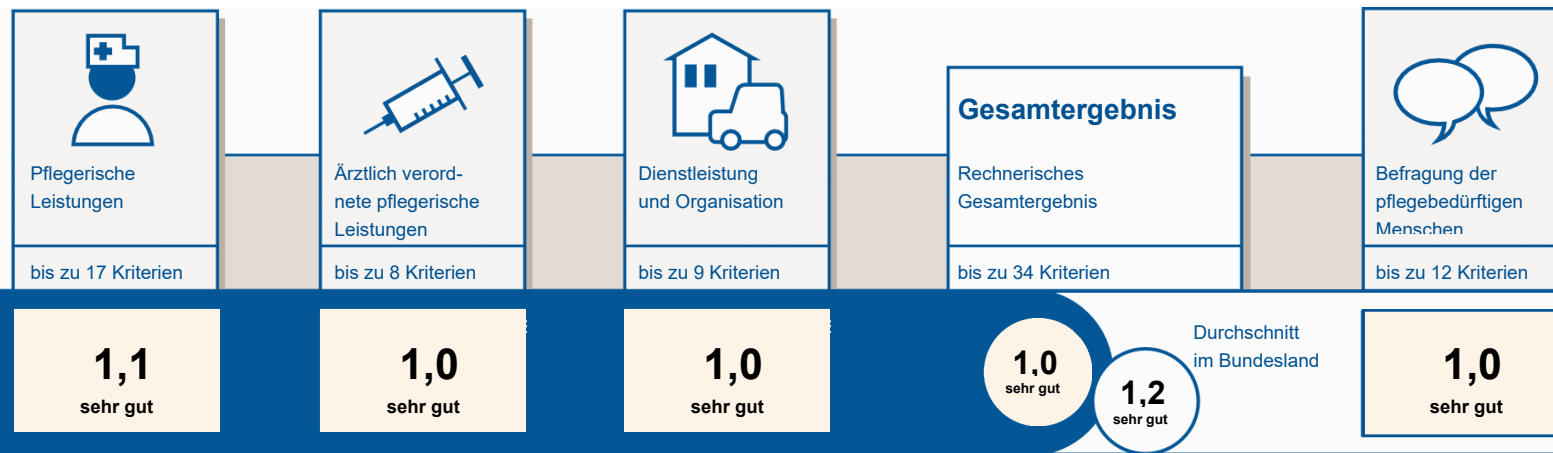 Pflegerische
Leistungen
bis zu 17 Kriterien
1,1
sehr gut
Ärztlich verord-
nete pflegerische
Leistungen
bis zu 8 Kriterien
1,0
sehr gut
Dienstleistung
und Organisation
bis zu 9 Kriterien
1,0
sehr gut
Gesamtergebnis
Rechnerisches
Gesamtergebnis
bis zu 34 Kriterien
1,0
sehr gut
1,2
sehr gut
Durchschnitt
im Bundesland
Befragung der
pflegebedürftigen
Menschen
bis zu 12 Kriterien
1,0
sehr gut